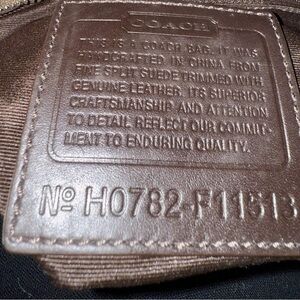 COACH
THIS IS A COACH BAG. IT WAS
HANDCRAFTED IN CHINA FROM
FINE SPLIT SUEDE TRIMMED WITH
GENUINE LEATHER. ITS SUPERIOR
CRAFTSMANSHIP AND ATTENTION
TO DETAIL REFLECT OUR COMMIT-
MENT TO ENDURING QUALITY.
Nº H0782-F11513